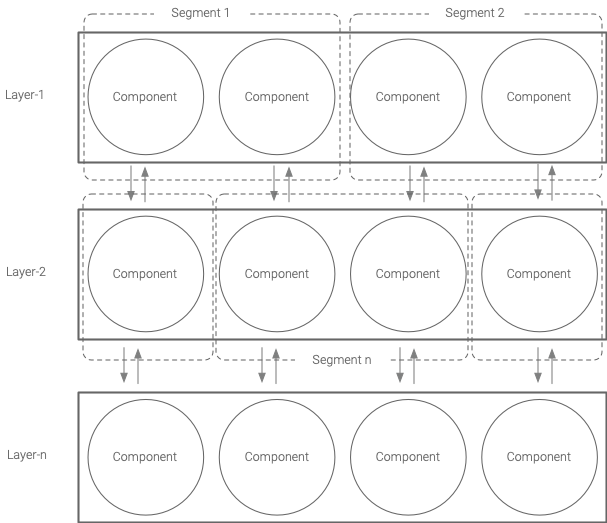 Segment 1
Segment 2
Layer-1
Component
Component
Component
Component
Layer-2
Component
Component
Component
Component
Segment n
Layer-n
Component
Component
Component
Component